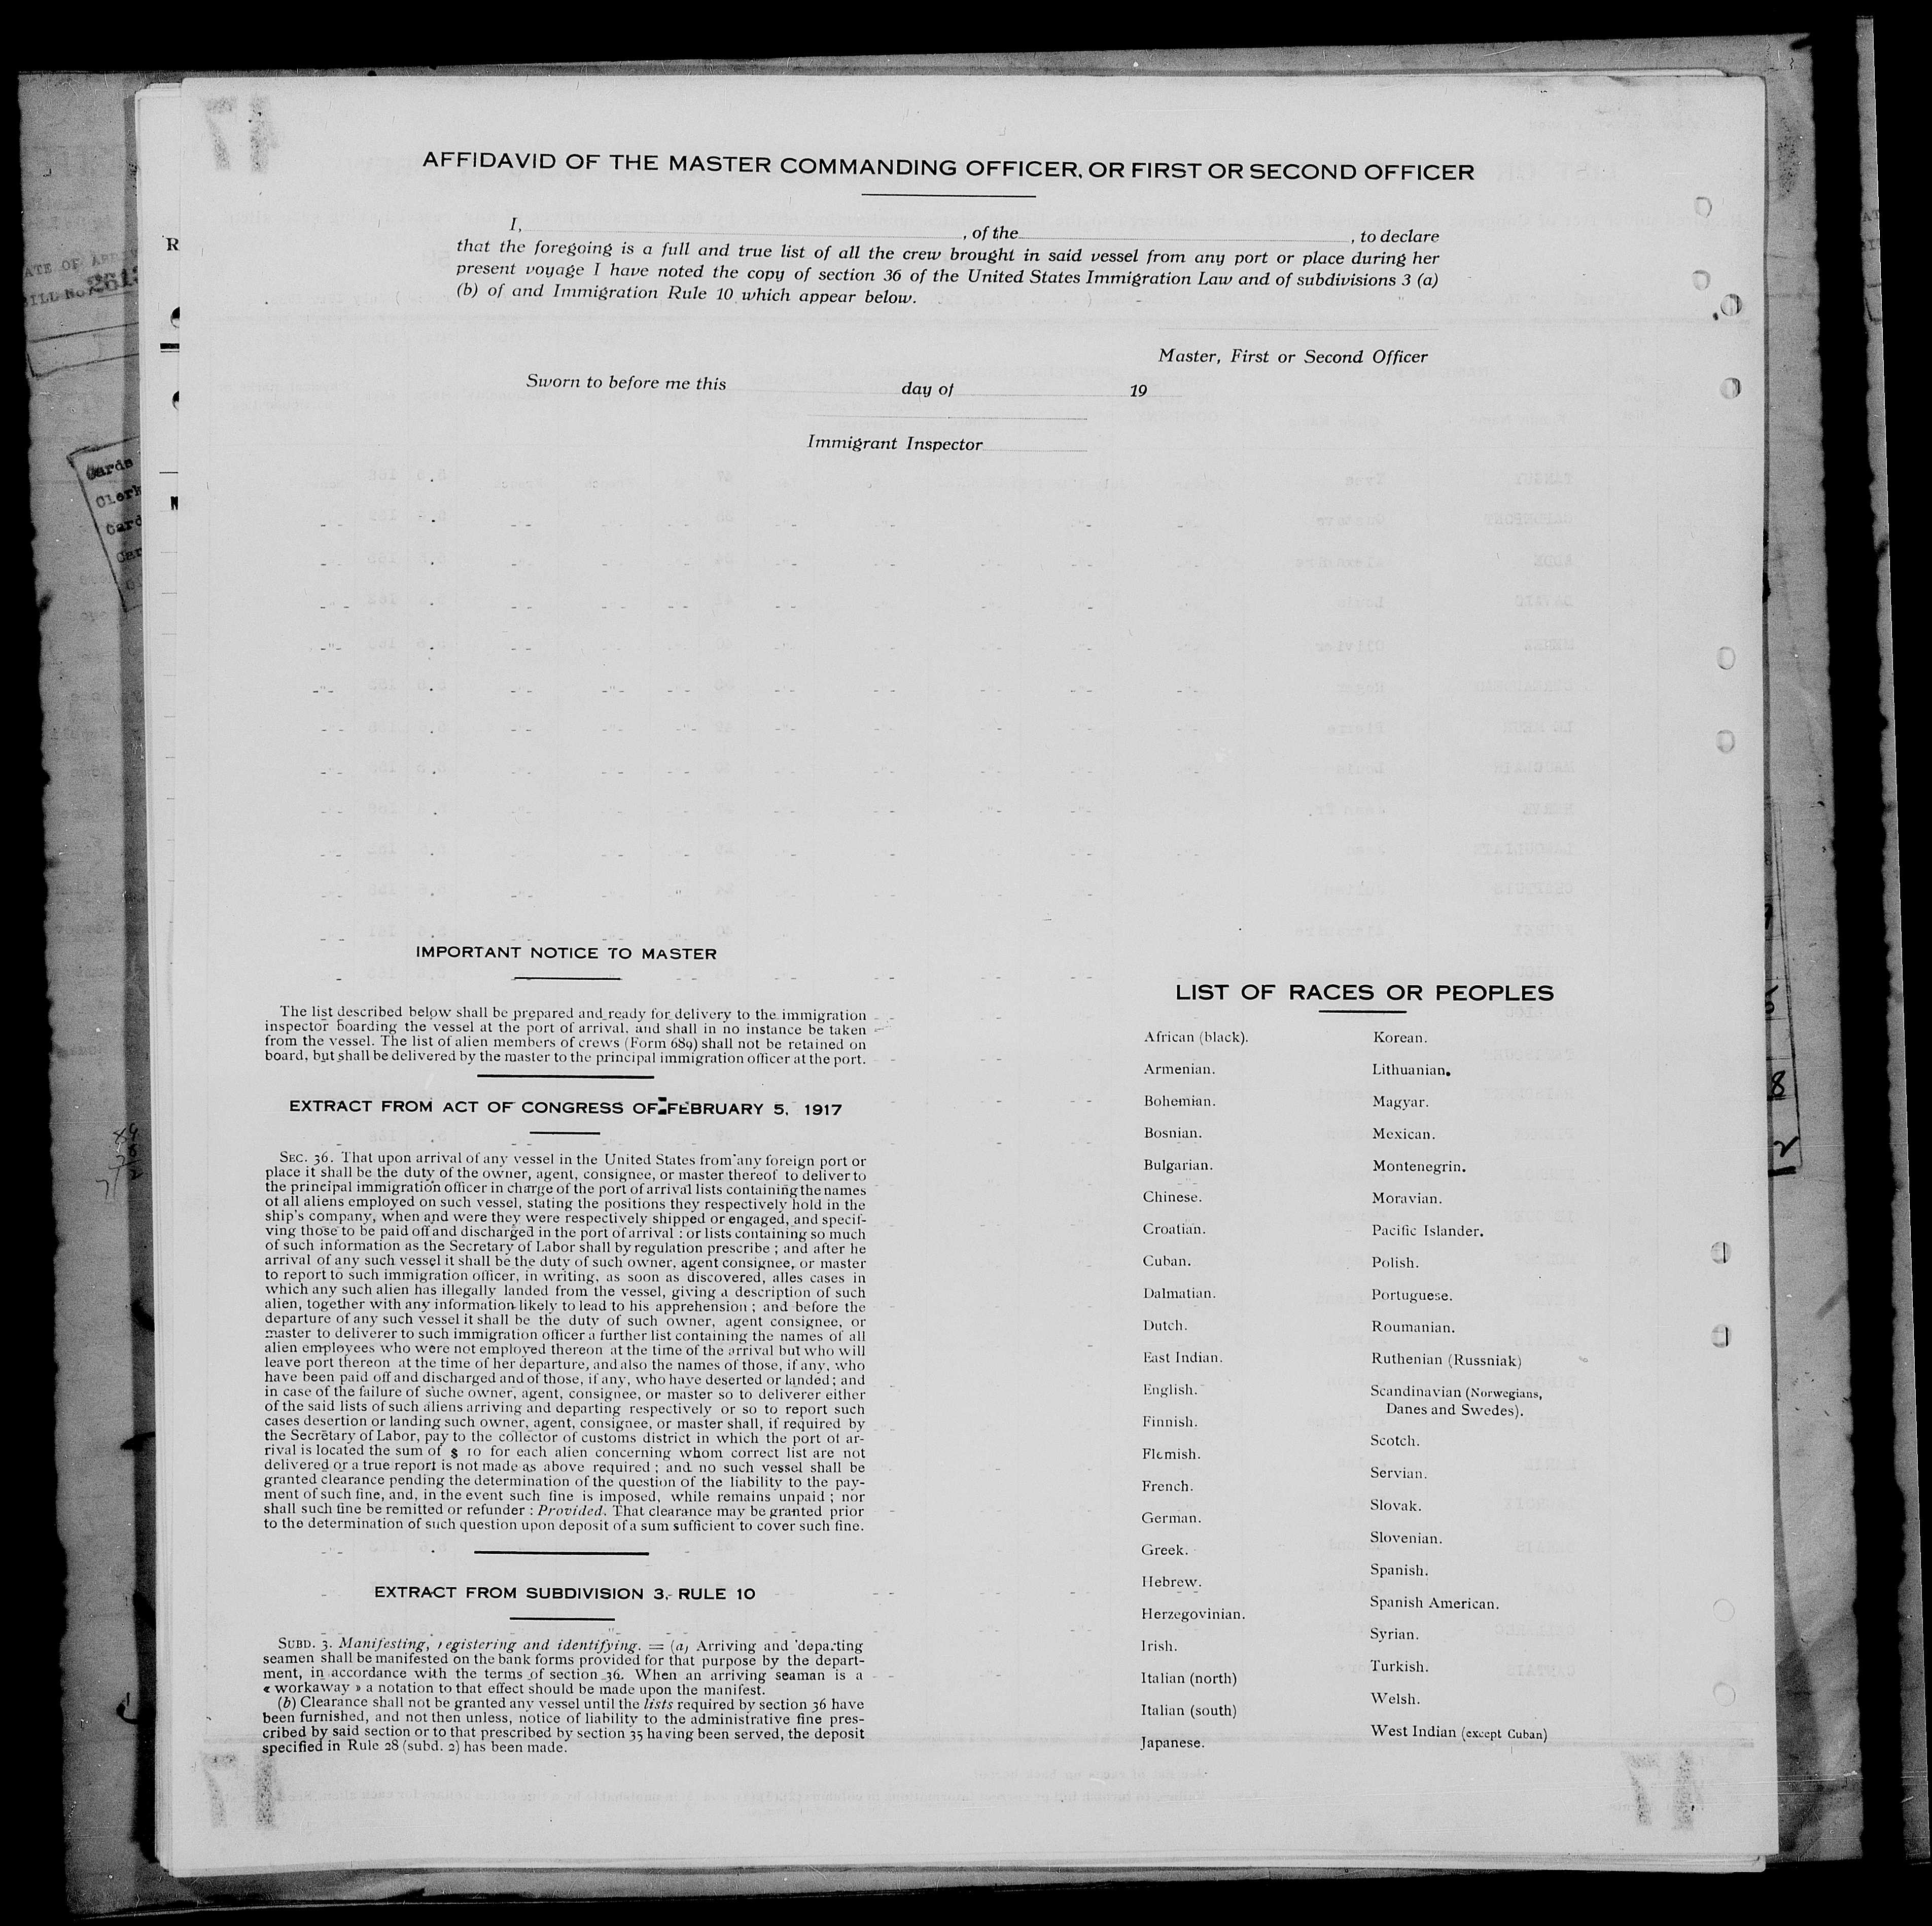 AFFIDAVID OF THE MASTER COMMANDING OFFICER, OR FIRST OR SECOND OFFICER
I, , of the , to declare
that the foregoing is a full and true list of all the crew brought in said vessel from any port or place during her
present voyage I have noted the copy of section 36 of the United States Immigration Law and of subdivisions 3 (a)
(b) of and Immigration Rule 10 which appear below.
Master, First or Second Officer
Sworn to before me this day of 19
Immigrant Inspector
IMPORTANT NOTICE TO MASTER
The list described below shall be prepared and ready for delivery to the immigration
inspector boarding the vessel at the port of arrival, and shall in no instance be taken
from the vessel. The list of alien members of crews (Form 689) shall not be retained on
board, but shall be delivered by the master to the principal immigration officer at the port.
EXTRACT FROM ACT OF CONGRESS OF FEBRUARY 5, 1917
SEC. 36. That upon arrival of any vessel in the United States from any foreign port or
place it shall be the duty of the owner, agent, consignee, or master thereof to deliver to
the principal immigration officer in charge of the port of arrival lists containing the names
ot all aliens employed on such vessel, stating the positions they respectively hold in the
ship's company, when and were they were respectively shipped or engaged, and specif-
ving those to be paid off and discharged in the port of arrival : or lists containing so much
of such information as the Secretary of Labor shall by regulation prescribe ; and after he
arrival of any such vessel it shall be the duty of such owner, agent consignee, or master
to report to such immigration officer, in writing, as soon as discovered, alles cases in
which any such alien has illegally landed from the vessel, giving a description of such
alien, together with any information likely to lead to his apprehension ; and before the
departure of any such vessel it shall be the duty of such owner, agent consignee, or
master to deliverer to such immigration officer a further list containing the names of all
alien employees who were not employed thereon at the time of the arrival but who will
leave port thereon at the time of her departure, and also the names of those, if any, who
have been paid off and discharged and of those, if any, who have deserted or landed ; and
in case of the failure of suche owner, agent, consignee, or master so to deliverer either
of the said lists of such aliens arriving and departing respectively or so to report such
cases desertion or landing such owner, agent, consignee, or master shall, if required by
the Secretary of Labor, pay to the collector of customs district in which the port ot ar-
rival is located the sum of $ 10 for each alien concerning whom correct list are not
delivered or a true report is not made as above required ; and no such vessel shall be
granted clearance pending the determination of the question of the liability to the pay-
ment of such fine, and, in the event such fine is imposed, while remains unpaid ; nor
shall such fine be remitted or refunder : Provided. That clearance may be granted prior
to the determination of such question upon deposit of a sum sufficient to cover such fine.
EXTRACT FROM SUBDIVISION 3, RULE 10
SUBD. 3. Manifesting, registering and identifying. = (a) Arriving and departing
seamen shall be manifested on the bank forms provided for that purpose by the depart-
ment, in accordance with the terms of section 36. When an arriving seaman is a
« workaway » a notation to that effect should be made upon the manifest.
(b) Clearance shall not be granted any vessel until the lists required by section 36 have
been furnished, and not then unless, notice of liability to the administrative fine pres-
cribed by said section or to that prescribed by section 35 having been served, the deposit
specified in Rule 28 (subd. 2) has been made.
LIST OF RACES OR PEOPLES
African (black).
Armenian.
Bohemian.
Bosnian.
Bulgarian.
Chinese.
Croatian.
Cuban.
Dalmatian.
Dutch.
East Indian.
English.
Finnish.
Flemish.
French.
German.
Greek.
Hebrew.
Herzegovinian.
Irish.
Italian (north)
Italian (south)
Japanese.
Korean.
Lithuanian.
Magyar.
Mexican.
Montenegrin.
Moravian.
Pacific Islander.
Polish.
Portuguese.
Roumanian.
Ruthenian (Russniak)
Scandinavian (Norwegians,
Danes and Swedes).
Scotch.
Servian.
Slovak.
Slovenian.
Spanish.
Spanish American.
Syrian.
Turkish.
Welsh.
West Indian (except Cuban)